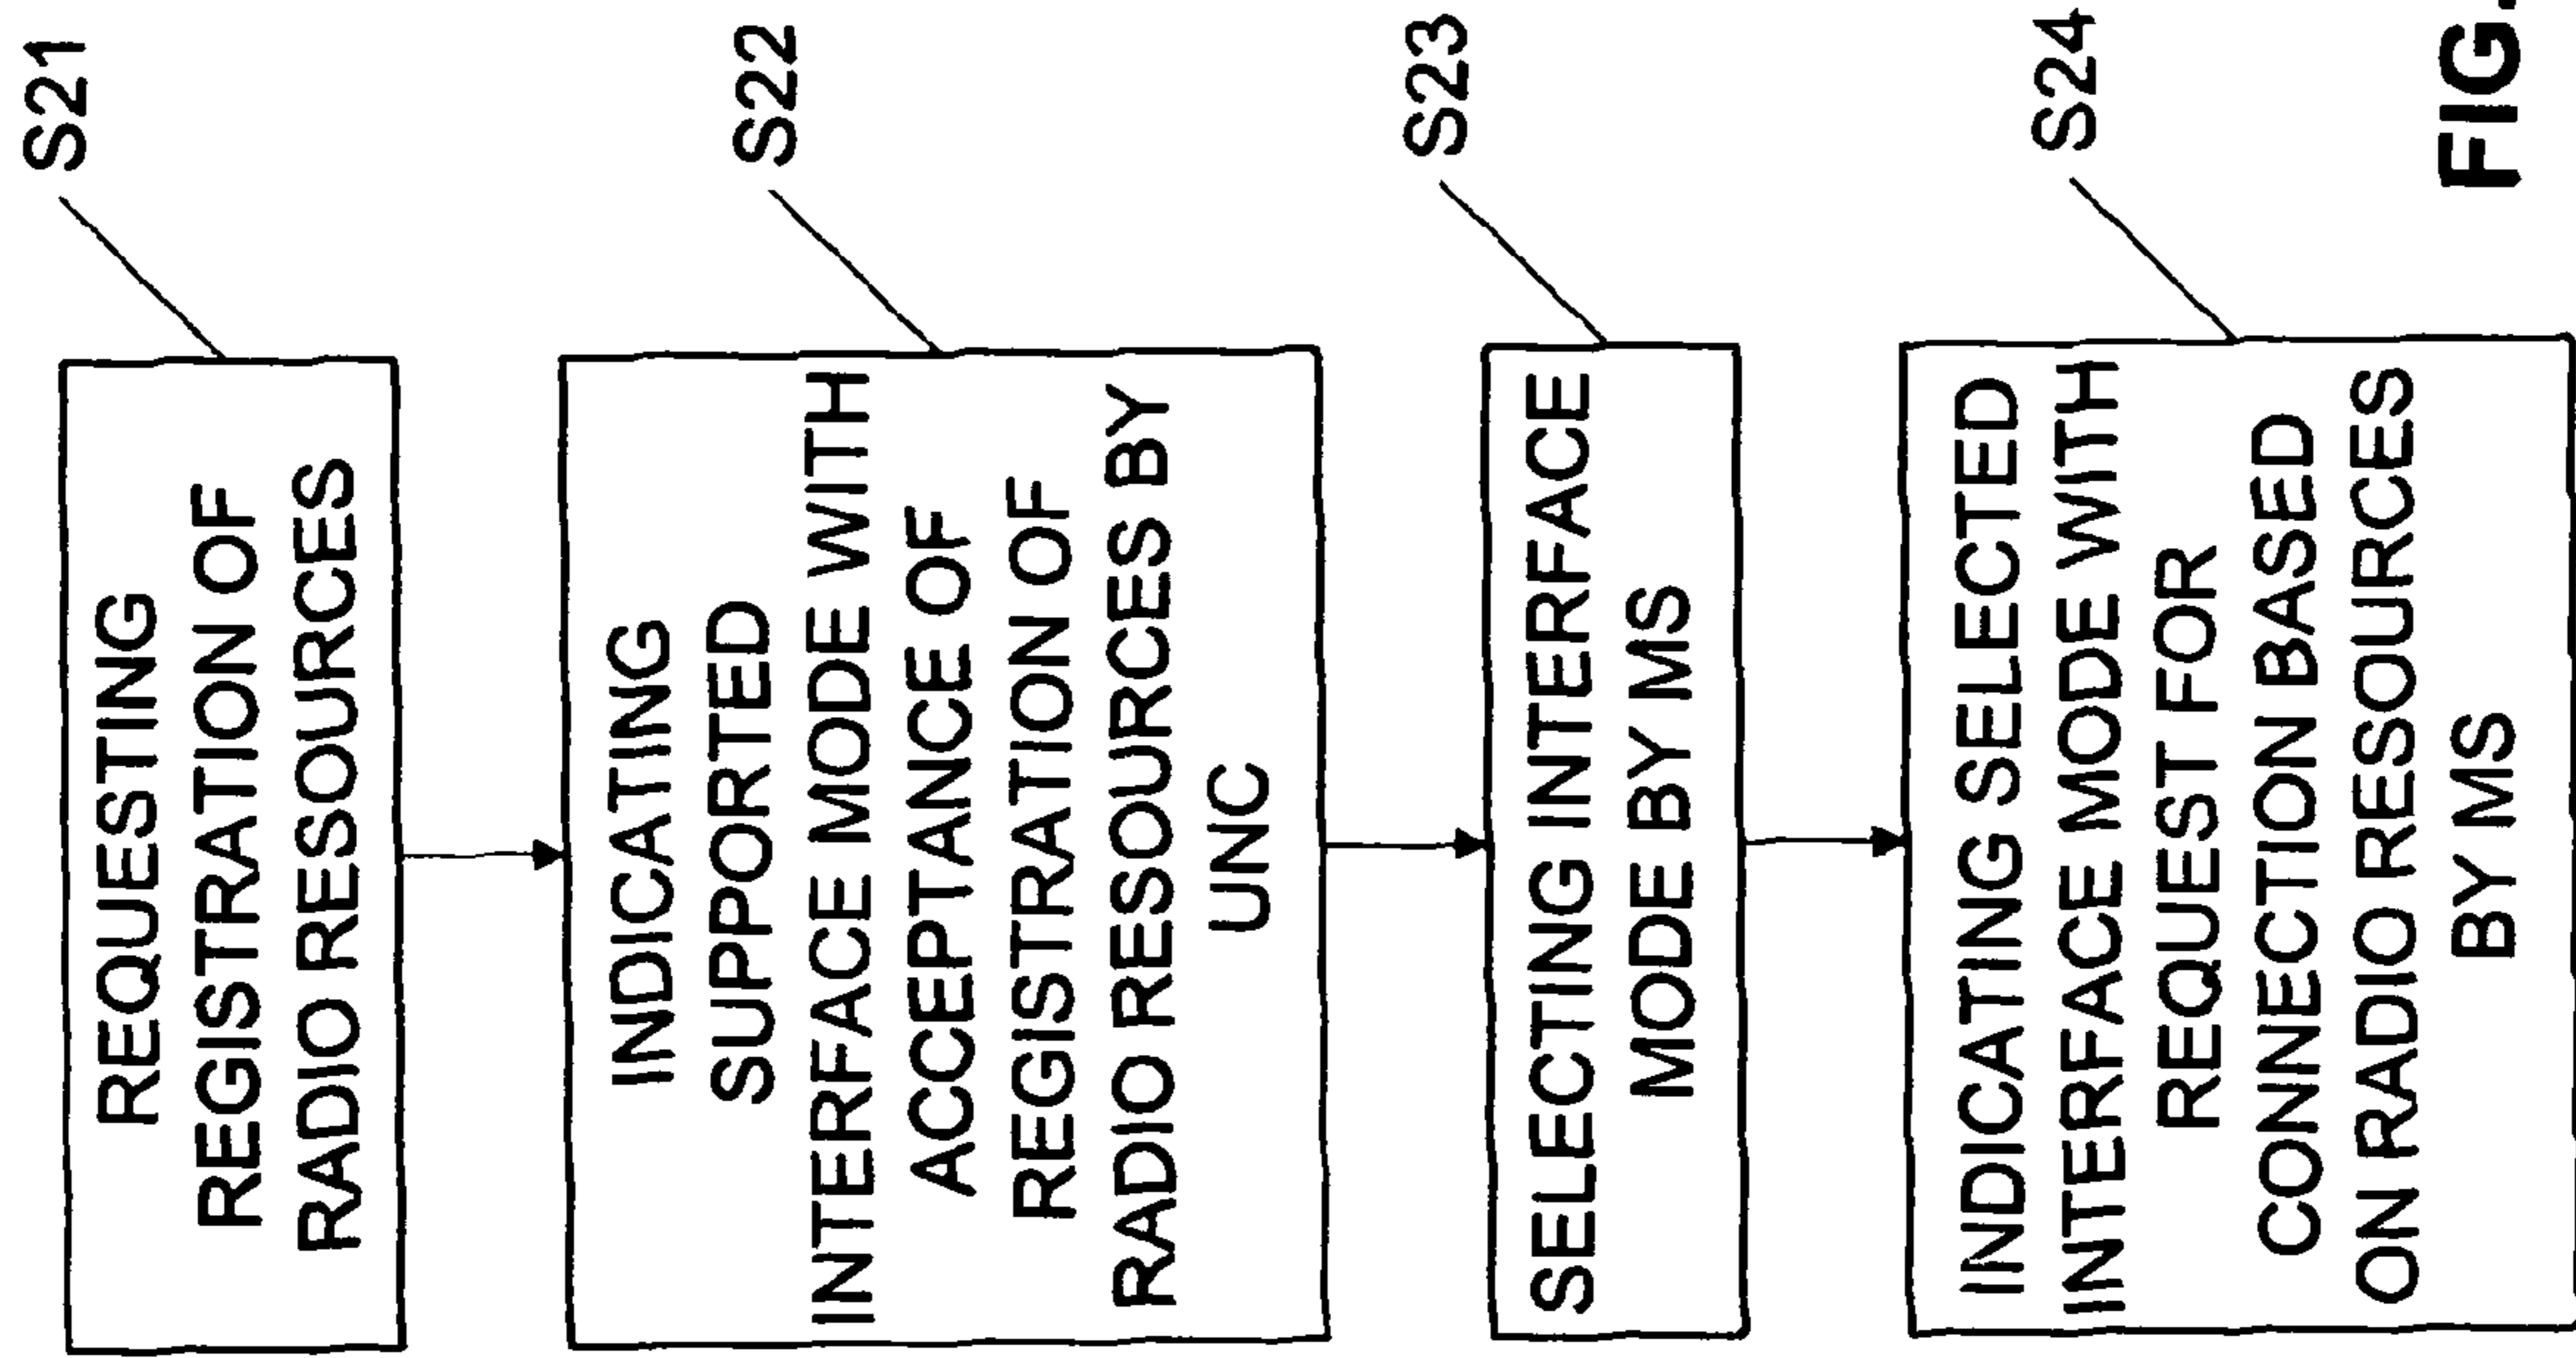 REQUESTING
REGISTRATION OF
RADIO RESOURCES
S21
INDICATING
SUPPORTED
INTERFACE MODE WITH
ACCEPTANCE OF
REGISTRATION OF
RADIO RESOURCES BY
UNC
S22
SELECTING INTERFACE
MODE BY MS
S23
INDICATING SELECTED
INTERFACE MODE WITH
REQUEST FOR
CONNECTION BASED
ON RADIO RESOURCES
BY MS
S24
FIG.